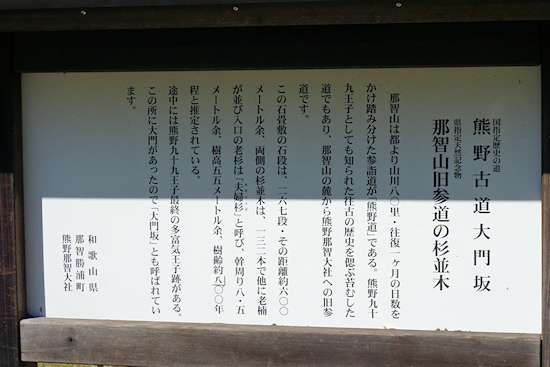 国指定歴史の道
熊野古道大門坂
県指定天然記念物
那智山旧参道の杉並木
那智山は都より山川八〇里・往復一ヶ月の日数を
かけ踏み分けた参詣道が「熊野道」である。熊野九十
九王子としても知られた往古の歴史を偲ぶ苔むした
道でもあり、那智山の麓から熊野那智大社への旧参
道です。
この石畳敷の石段は、二六七段・その距離約六〇〇
メートル余、両側の杉並木は、一三二本で他に老楠
が並び入口の老杉は「夫婦杉」と呼び、幹周り八・五
メートル余、樹高五五メートル余、樹齢約八〇〇年
程と推定されている。
途中には熊野九十九王子最終の多富気王子跡がある。
この所に大門があったので「大門坂」とも呼ばれてい
ます。
和歌山県
那智勝浦町
熊野那智大社